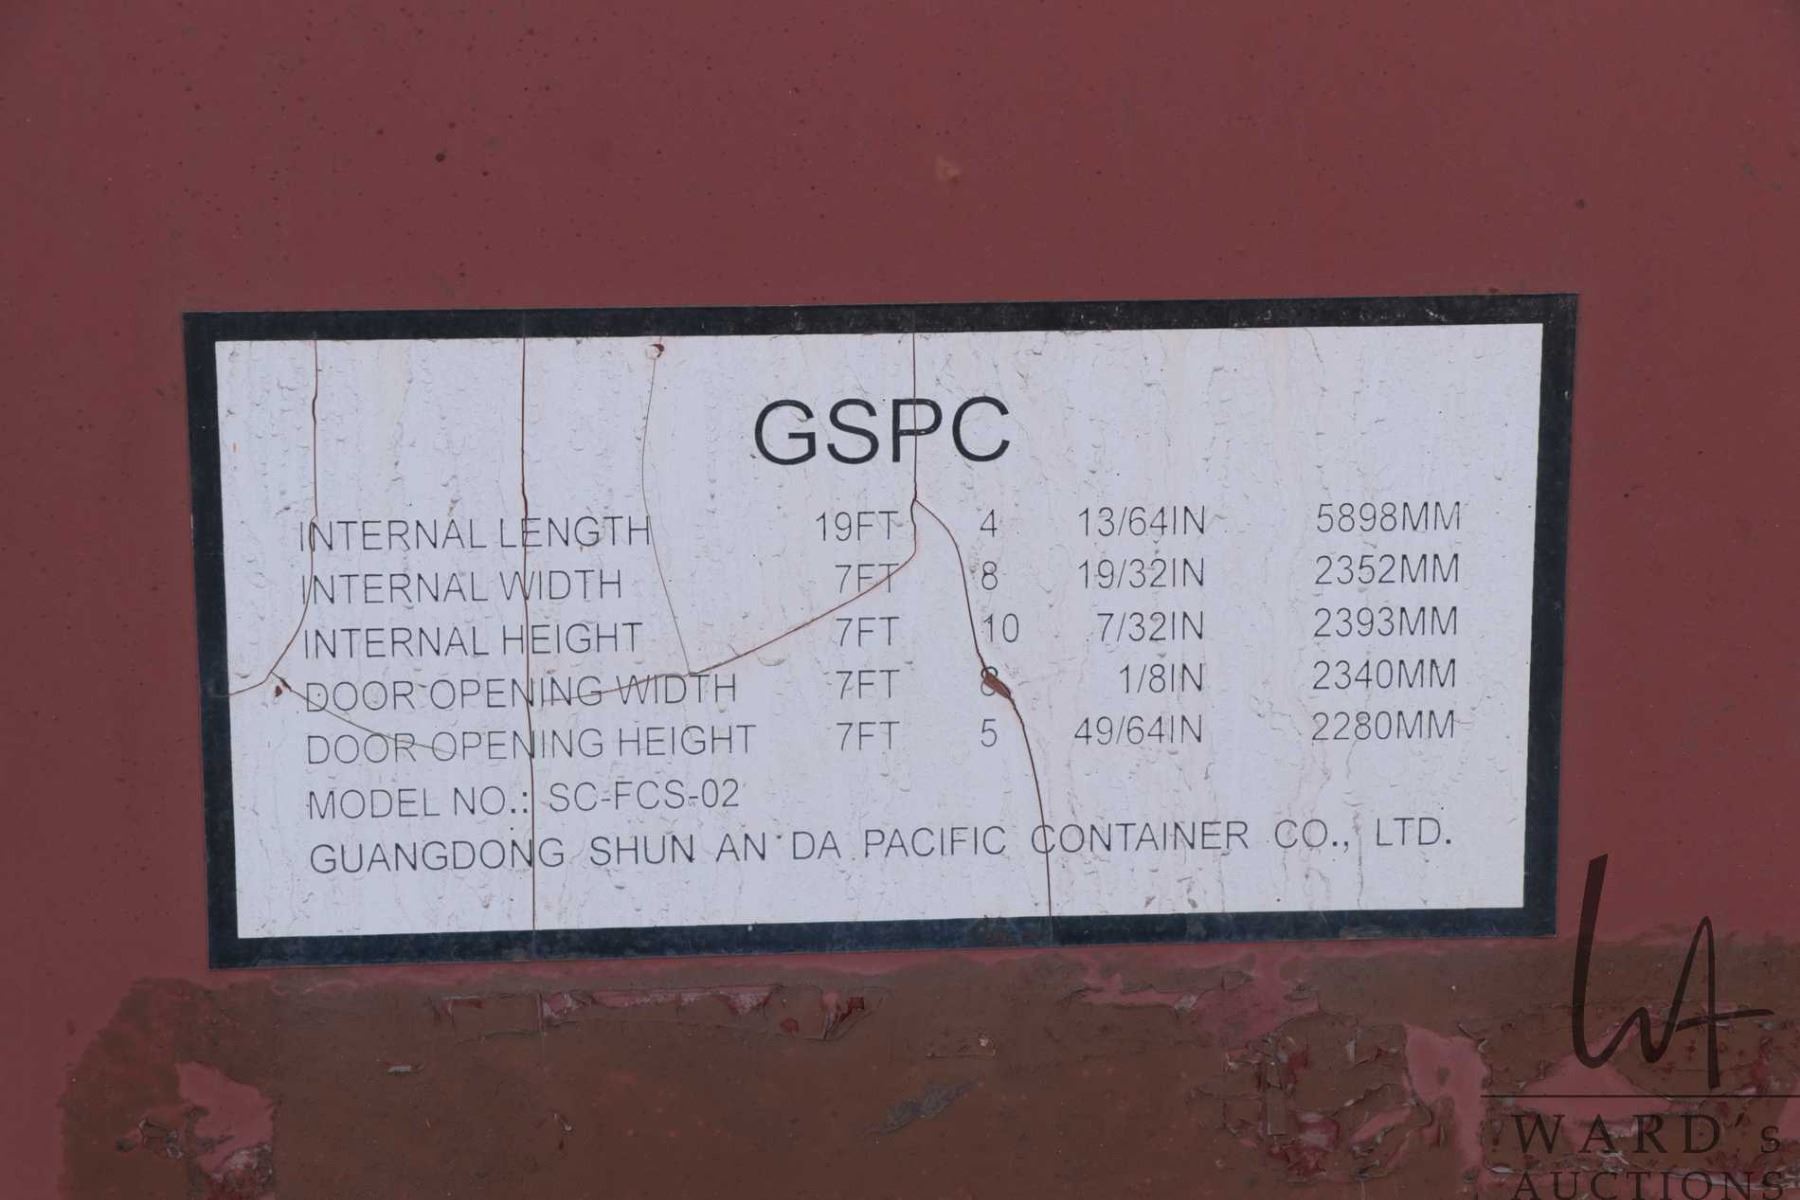 GSPC
INTERNAL LENGTH 19FT 4 13/64IN 5898MM
INTERNAL WIDTH 7FT 8 19/32IN 2352MM
INTERNAL HEIGHT 7FT 10 7/32IN 2393MM
DOOR OPENING WIDTH 7FT 8 1/8IN 2340MM
DOOR OPENING HEIGHT 7FT 5 49/64IN 2280MM
MODEL NO.: SC-FCS-02
GUANGDONG SHUN AN DA PACIFIC CONTAINER CO., LTD.
WA
WARD's
AUCTIONS